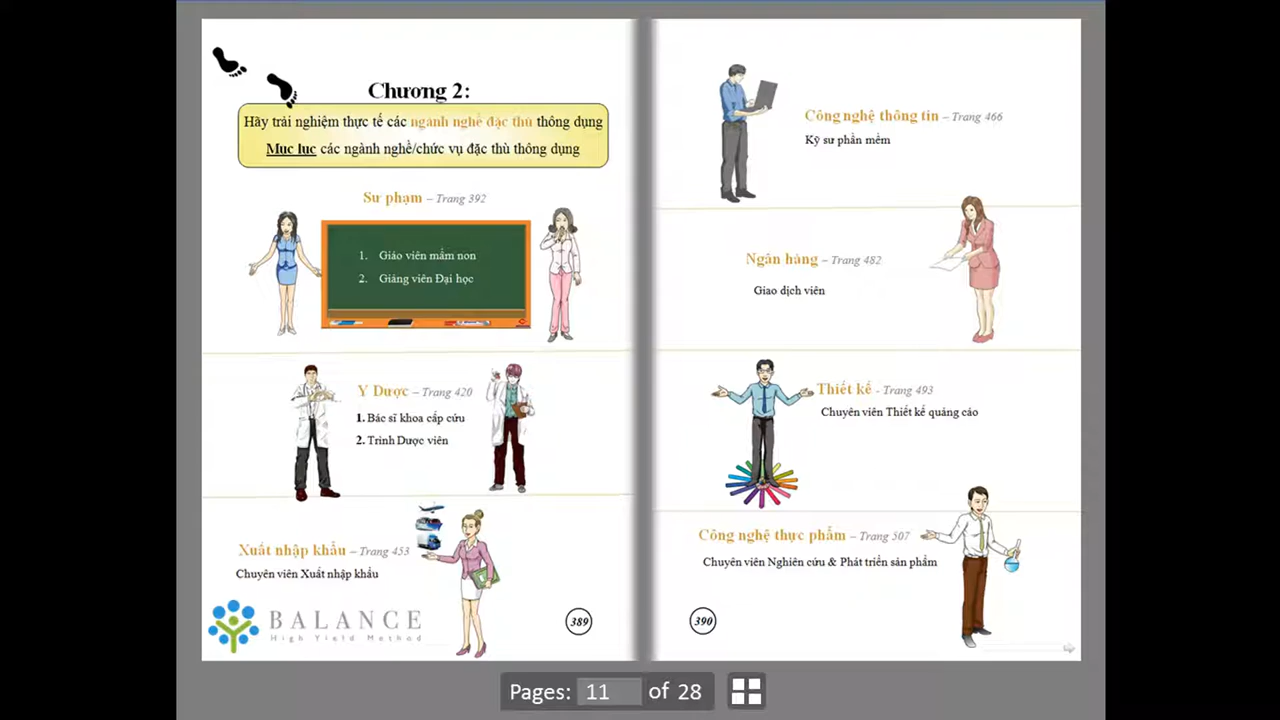 Chương 2:
Hãy trải nghiệm thực tế các ngành nghề đặc thù thông dụng
Mục lục các ngành nghề/chức vụ đặc thù thông dụng
Sư phạm – Trang 392
1. Giáo viên mầm non
2. Giảng viên Đại học
Y Dược – Trang 420
1. Bác sĩ khoa cấp cứu
2. Trình Dược viên
Xuất nhập khẩu – Trang 453
Chuyên viên Xuất nhập khẩu
BALANCE
High Yield Method
389
Công nghệ thông tin – Trang 466
Kỹ sư phần mềm
Ngân hàng – Trang 482
Giao dịch viên
Thiết kế - Trang 493
Chuyên viên Thiết kế quảng cáo
Công nghệ thực phẩm – Trang 507
Chuyên viên Nghiên cứu & Phát triển sản phẩm
390
Pages: 11 of 28